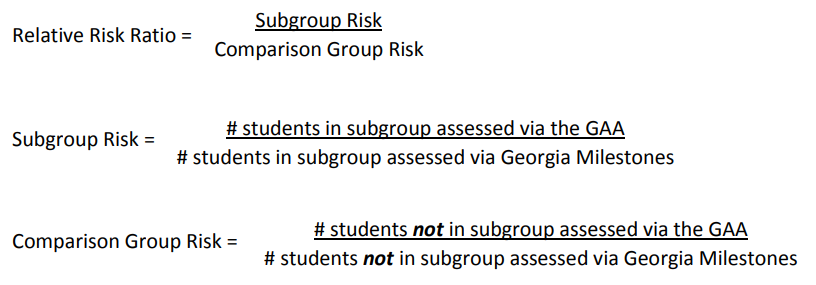 Relative Risk Ratio = Subgroup Risk
Comparison Group Risk
Subgroup Risk = # students in subgroup assessed via the GAA
# students in subgroup assessed via Georgia Milestones
Comparison Group Risk = # students not in subgroup assessed via the GAA
# students not in subgroup assessed via Georgia Milestones